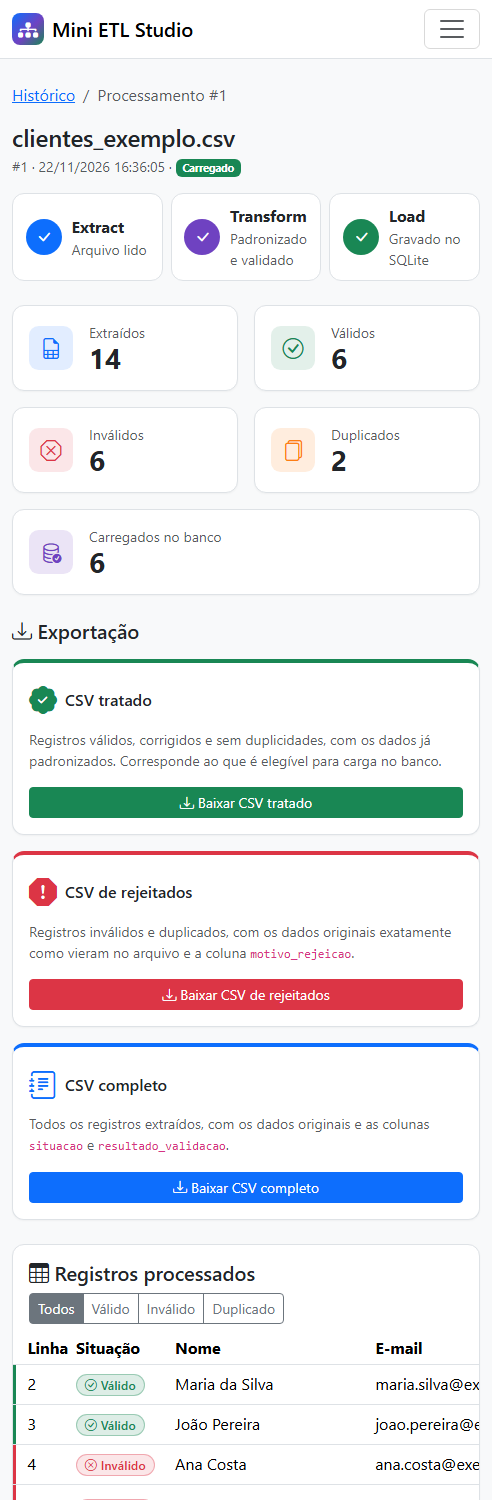 Mini ETL Studio
Histórico / Processamento #1
clientes_exemplo.csv
#1 · 22/11/2026 16:36:05 · Carregado
Extract
Arquivo lido
Transform
Padronizado
e validado
Load
Gravado no
SQLite
Extraídos
14
Válidos
6
Inválidos
6
Duplicados
2
Carregados no banco
6
Exportação
CSV tratado
Registros válidos, corrigidos e sem duplicidades, com os dados já
padronizados. Corresponde ao que é elegível para carga no banco.
Baixar CSV tratado
CSV de rejeitados
Registros inválidos e duplicados, com os dados originais exatamente
como vieram no arquivo e a coluna motivo_rejeicao.
Baixar CSV de rejeitados
CSV completo
Todos os registros extraídos, com os dados originais e as colunas
situacao e resultado_validacao.
Baixar CSV completo
Registros processados
Todos Válido Inválido Duplicado
Linha Situação Nome E-mail
2 Válido Maria da Silva maria.silva@ex
3 Válido João Pereira joao.pereira@e
4 Inválido Ana Costa ana.costa@exe